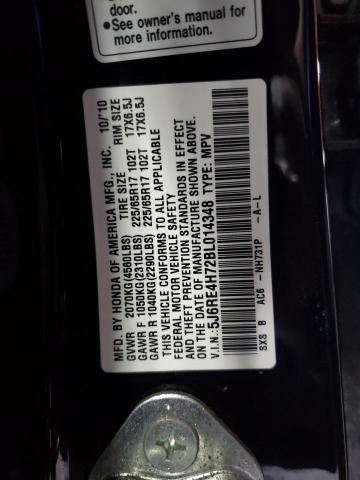 door.
•See owner's manual for
more information.
MFD. BY HONDA OF AMERICA MFG., INC. 10/'10
TIRE SIZE RIM SIZE
GVWR 2070KG(4560LBS)
GAWR F 1050KG(2310LBS) 225/65R17 102T 17X6.5J
GAWR R 1040KG(2290LBS) 225/65R17 102T 17X6.5J
THIS VEHICLE CONFORMS TO ALL APPLICABLE
FEDERAL MOTOR VEHICLE SAFETY
AND THEFT PREVENTION STANDARDS IN EFFECT
ON THE DATE OF MANUFACTURE SHOWN ABOVE.
V.I.N.: 5J6RE4H72BL014348 TYPE: MPV
SXS B AC6 -NH731P -A-L